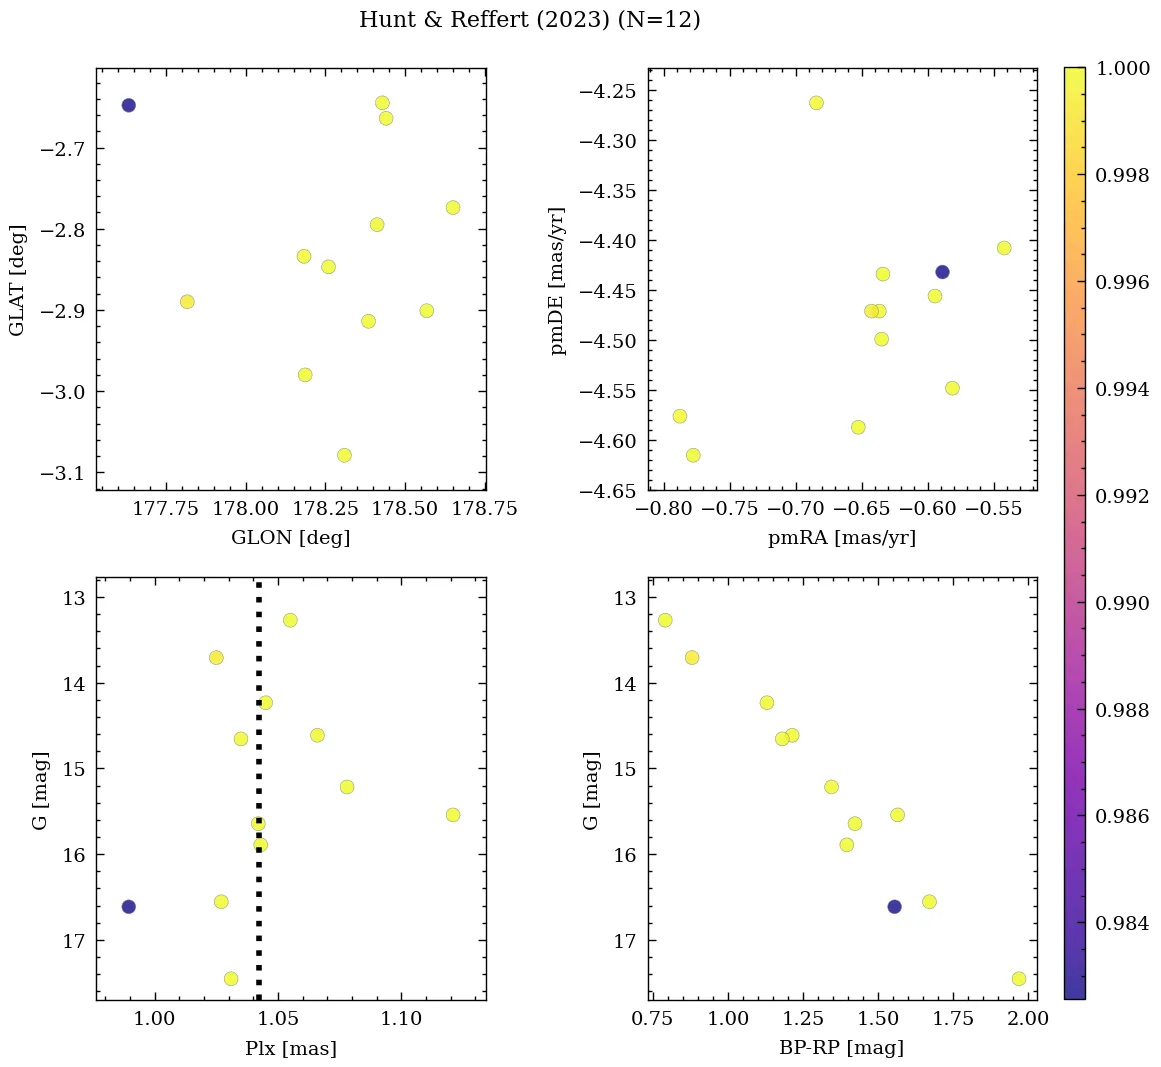 Hunt & Reffert (2023) (N=12)
−2.7
−2.8
−2.9
−3.0
−3.1
GLAT [deg]
177.75 178.00 178.25 178.50 178.75
GLON [deg]
−4.25
−4.30
−4.35
−4.40
−4.45
−4.50
−4.55
−4.60
−4.65
pmDE [mas/yr]
−0.80 −0.75 −0.70 −0.65 −0.60 −0.55
pmRA [mas/yr]
13
14
15
16
17
G [mag]
1.00 1.05 1.10
Plx [mas]
13
14
15
16
17
G [mag]
0.75 1.00 1.25 1.50 1.75 2.00
BP-RP [mag]
1.000
0.998
0.996
0.994
0.992
0.990
0.988
0.986
0.984